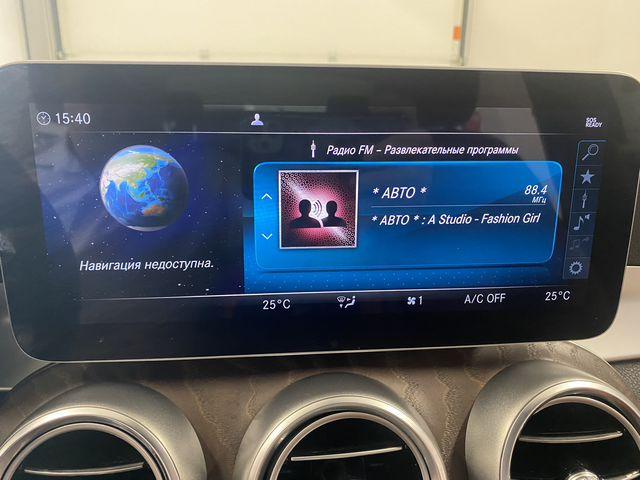 15:40
SOS
READY
Радио FM – Развлекательные программы
* АВТО *
88.4
МГц
* АВТО * : A Studio - Fashion Girl
Навигация недоступна.
25°C
1
A/C OFF
25°C